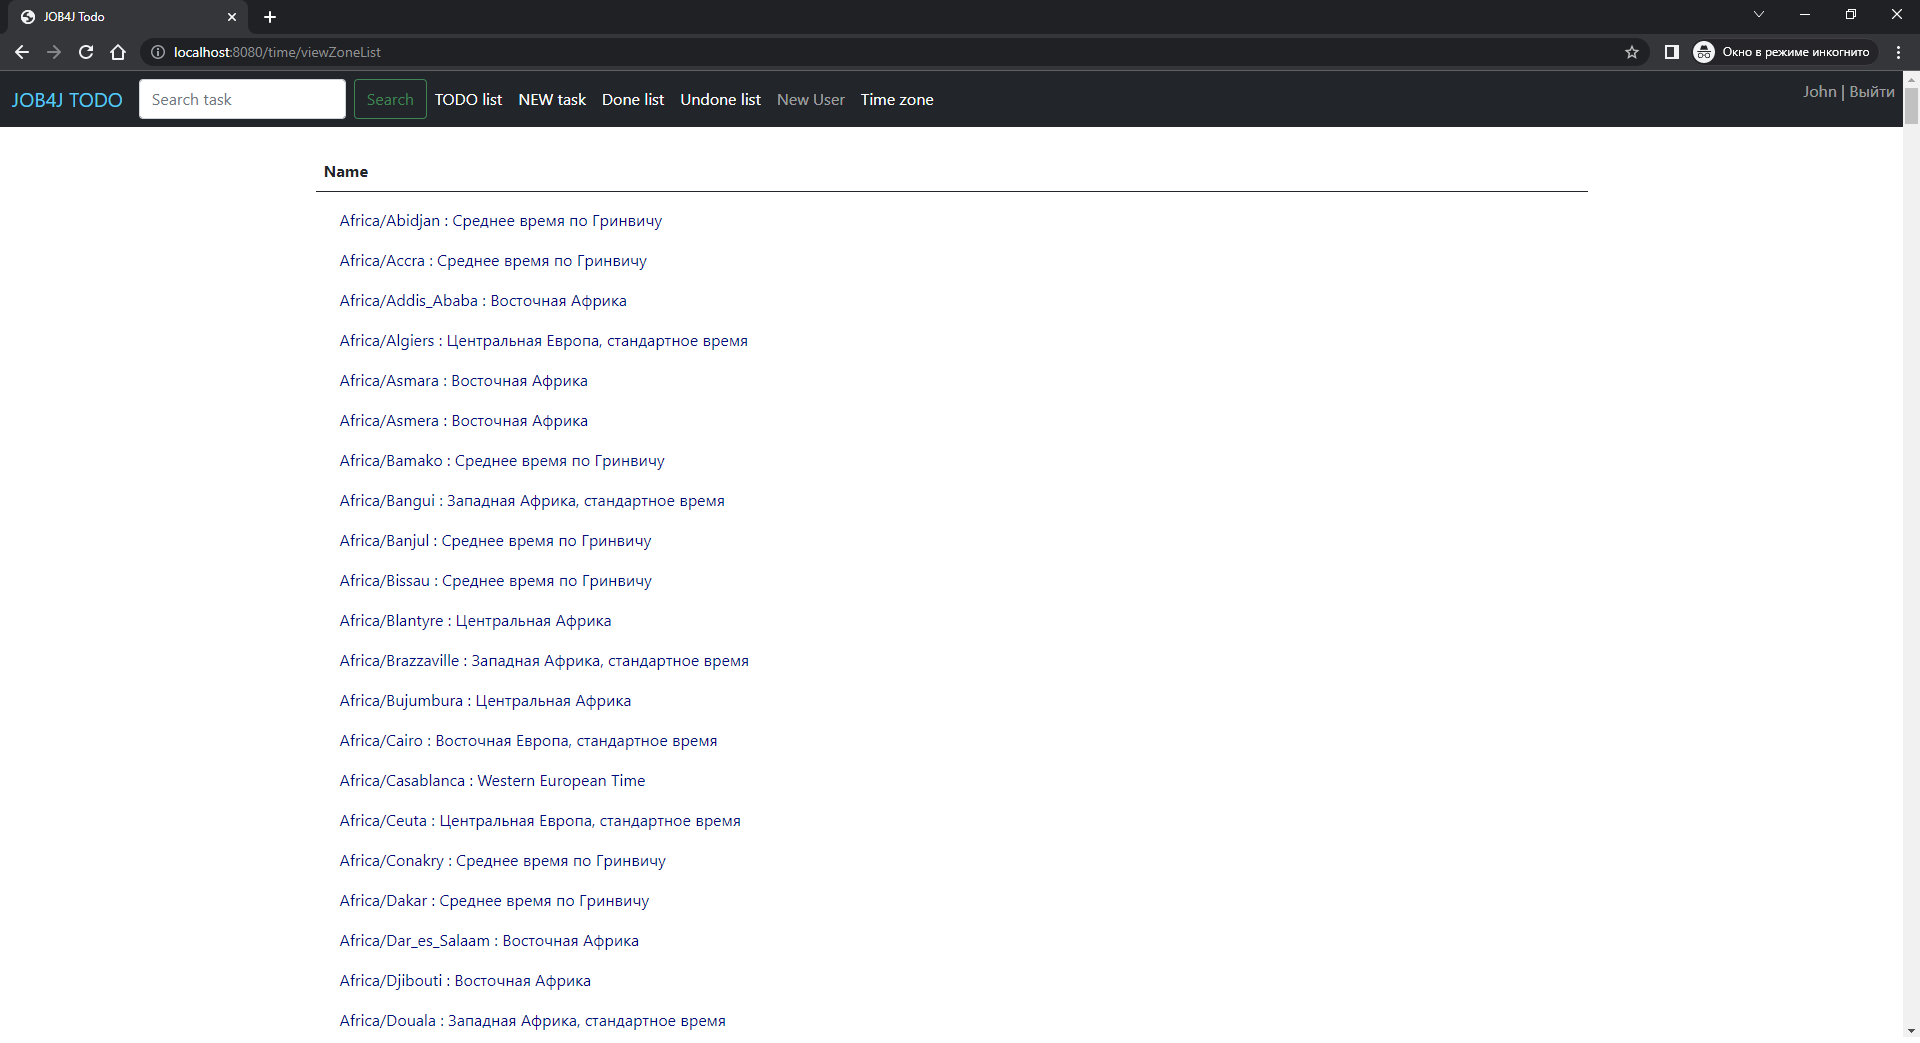 JOB4J Todo
localhost:8080/time/viewZoneList
Окно в режиме инкогнито
JOB4J TODO Search task Search TODO list NEW task Done list Undone list New User Time zone John | Выйти
Name
Africa/Abidjan : Среднее время по Гринвичу
Africa/Accra : Среднее время по Гринвичу
Africa/Addis_Ababa : Восточная Африка
Africa/Algiers : Центральная Европа, стандартное время
Africa/Asmara : Восточная Африка
Africa/Asmera : Восточная Африка
Africa/Bamako : Среднее время по Гринвичу
Africa/Bangui : Западная Африка, стандартное время
Africa/Banjul : Среднее время по Гринвичу
Africa/Bissau : Среднее время по Гринвичу
Africa/Blantyre : Центральная Африка
Africa/Brazzaville : Западная Африка, стандартное время
Africa/Bujumbura : Центральная Африка
Africa/Cairo : Восточная Европа, стандартное время
Africa/Casablanca : Western European Time
Africa/Ceuta : Центральная Европа, стандартное время
Africa/Conakry : Среднее время по Гринвичу
Africa/Dakar : Среднее время по Гринвичу
Africa/Dar_es_Salaam : Восточная Африка
Africa/Djibouti : Восточная Африка
Africa/Douala : Западная Африка, стандартное время